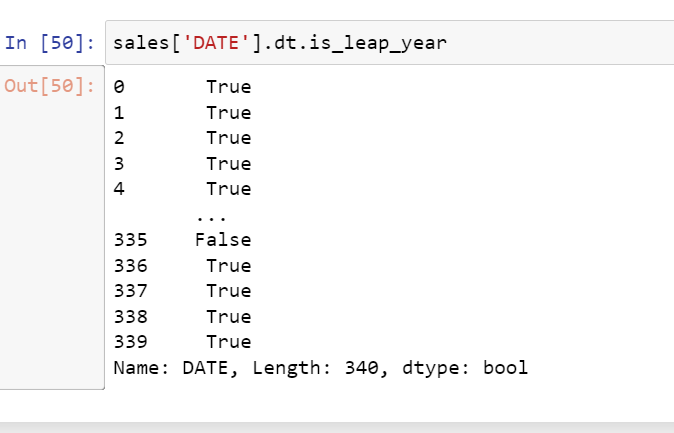 In [50]: sales['DATE'].dt.is_leap_year
Out[50]: 0       True
1       True
2       True
3       True
4       True
...
335    False
336     True
337     True
338     True
339     True
Name: DATE, Length: 340, dtype: bool